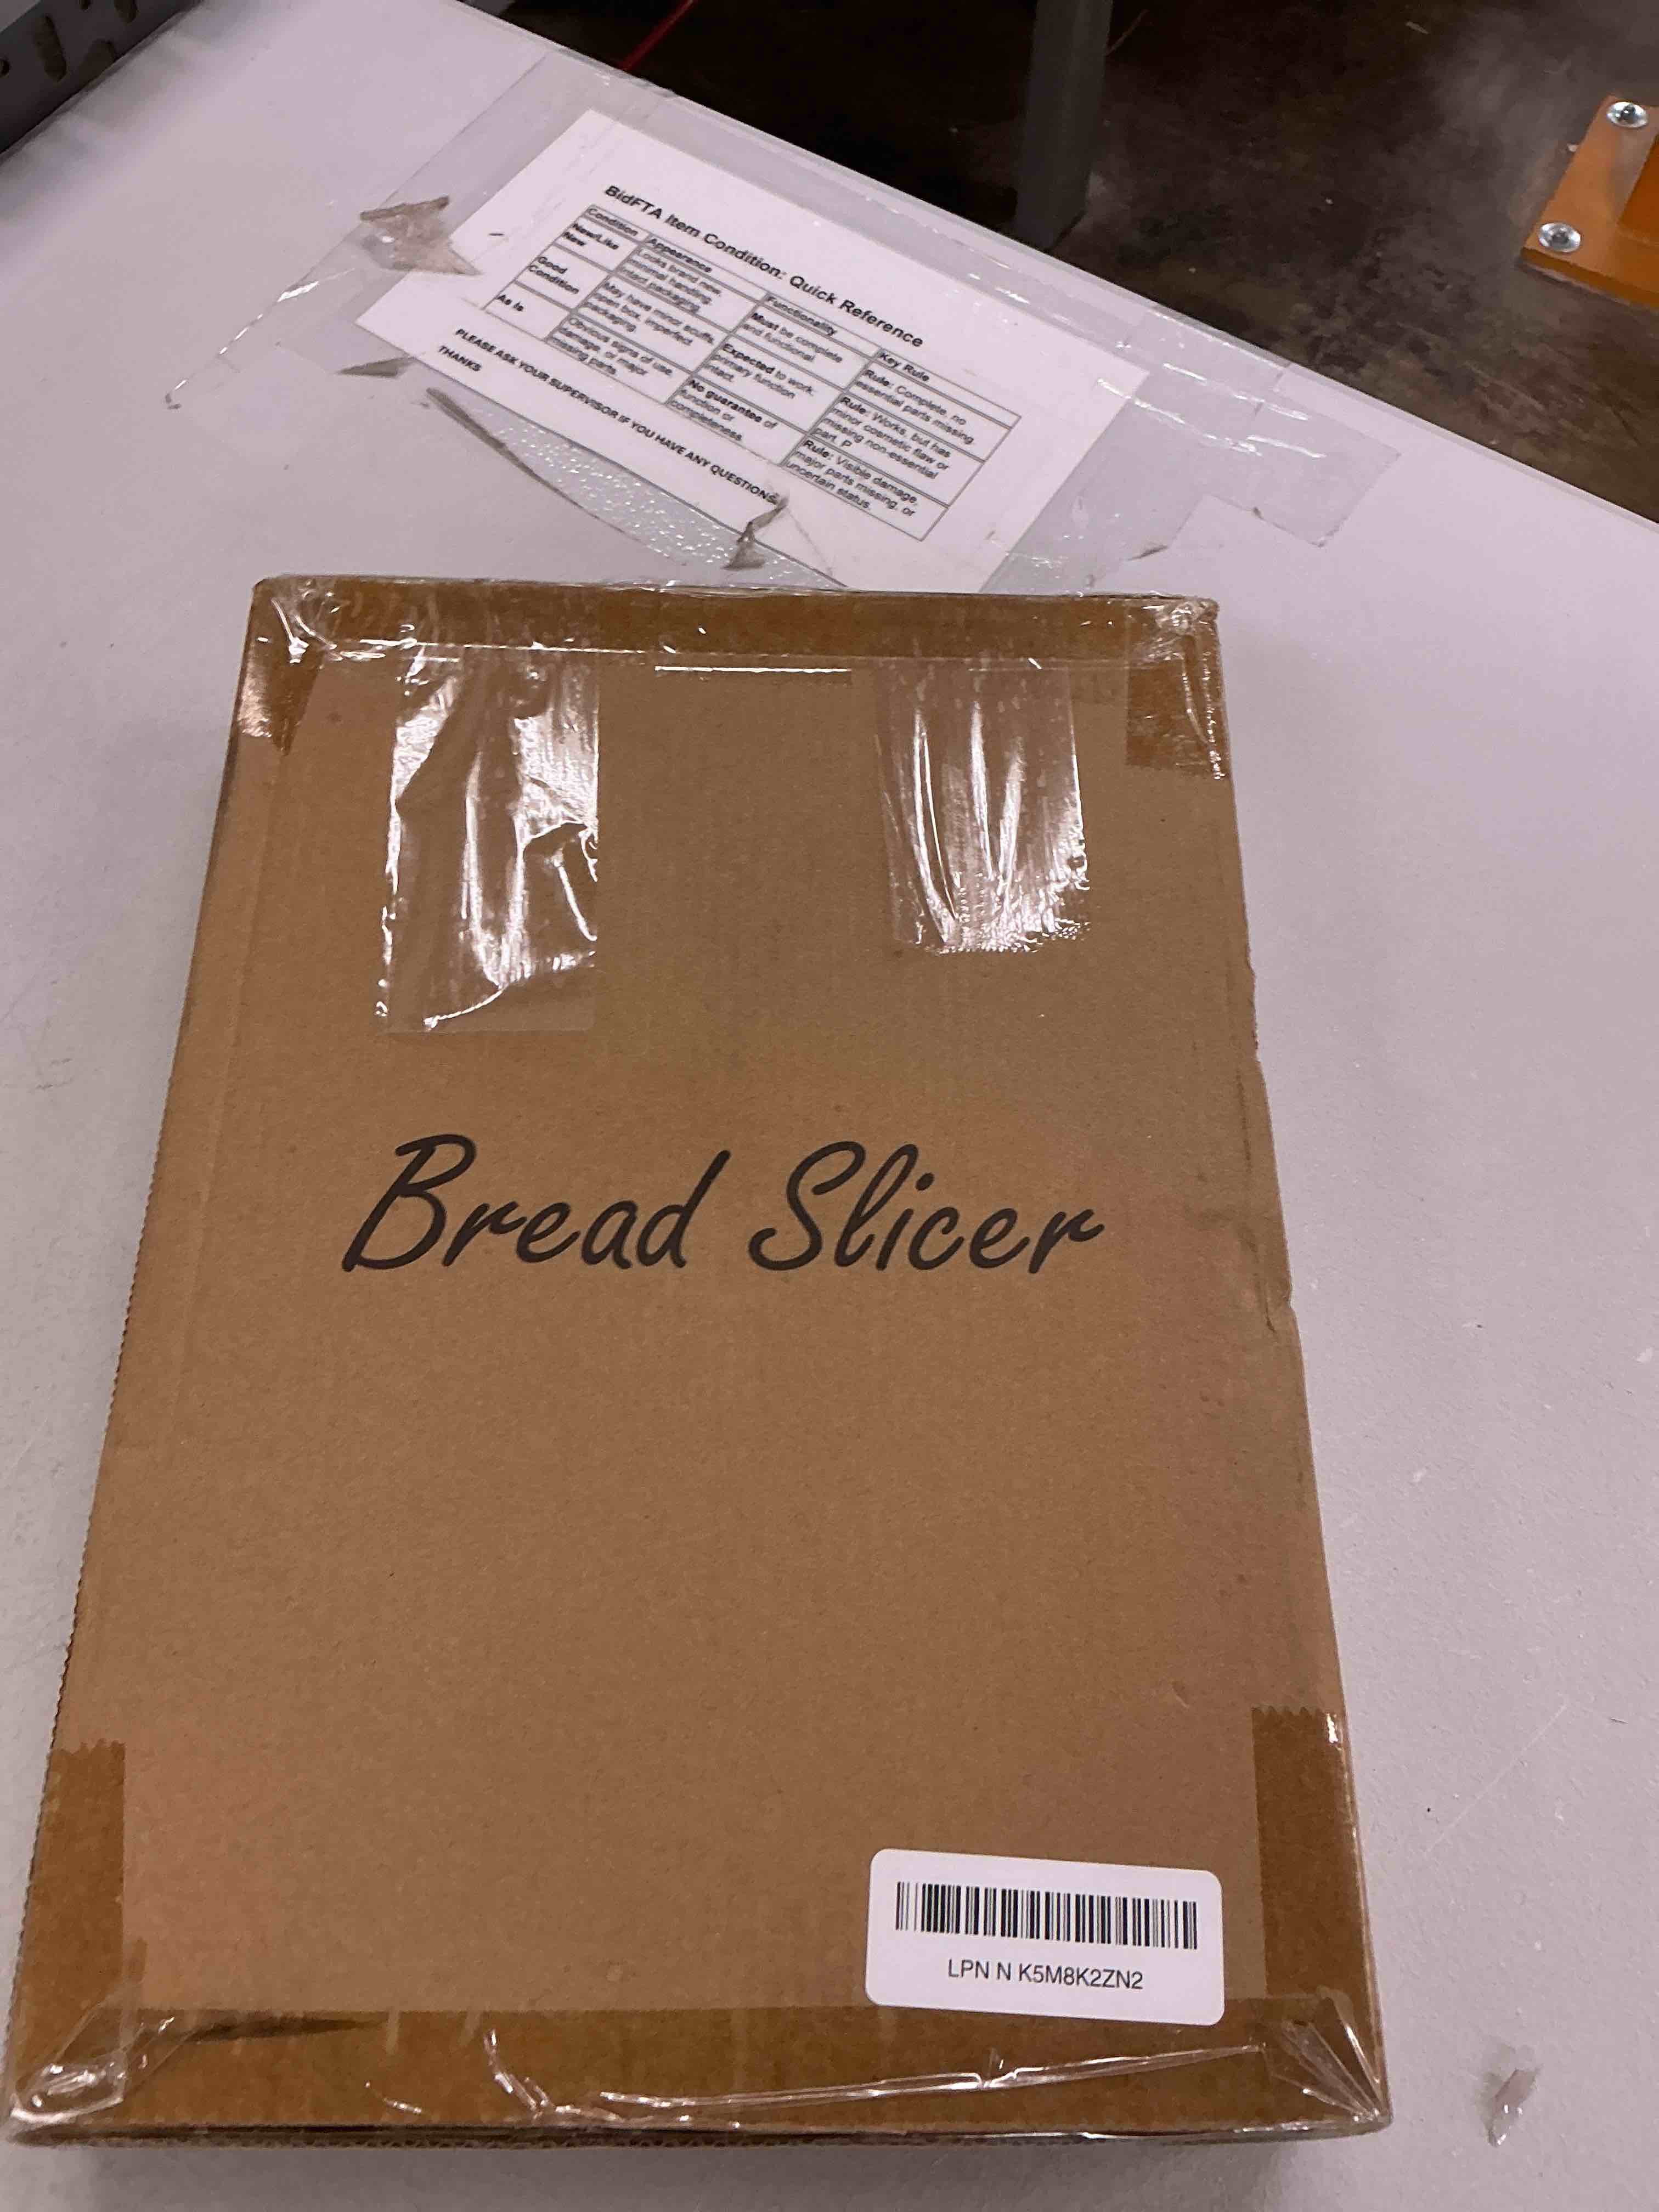 BidFTA Item Condition: Quick Reference
Condition Appearance Functionality Key Rule
New/Like New
Looks brand new, minimal handling, intact packaging.
Must be complete and functional
Rule: Complete, no essential parts missing
Good Condition
May have minor scuffs, open box, imperfect packaging.
Expected to work, primary function intact.
Rule: Works, but has minor cosmetic flaw or missing non-essential part. P
As Is
Obvious signs of use, damage, or major missing parts.
No guarantee of function or completeness.
Rule: Visible damage, major parts missing, or uncertain status.
PLEASE ASK YOUR SUPERVISOR IF YOU HAVE ANY QUESTIONS.
THANKS
Bread Slicer
LPN N K5M8K2ZN2